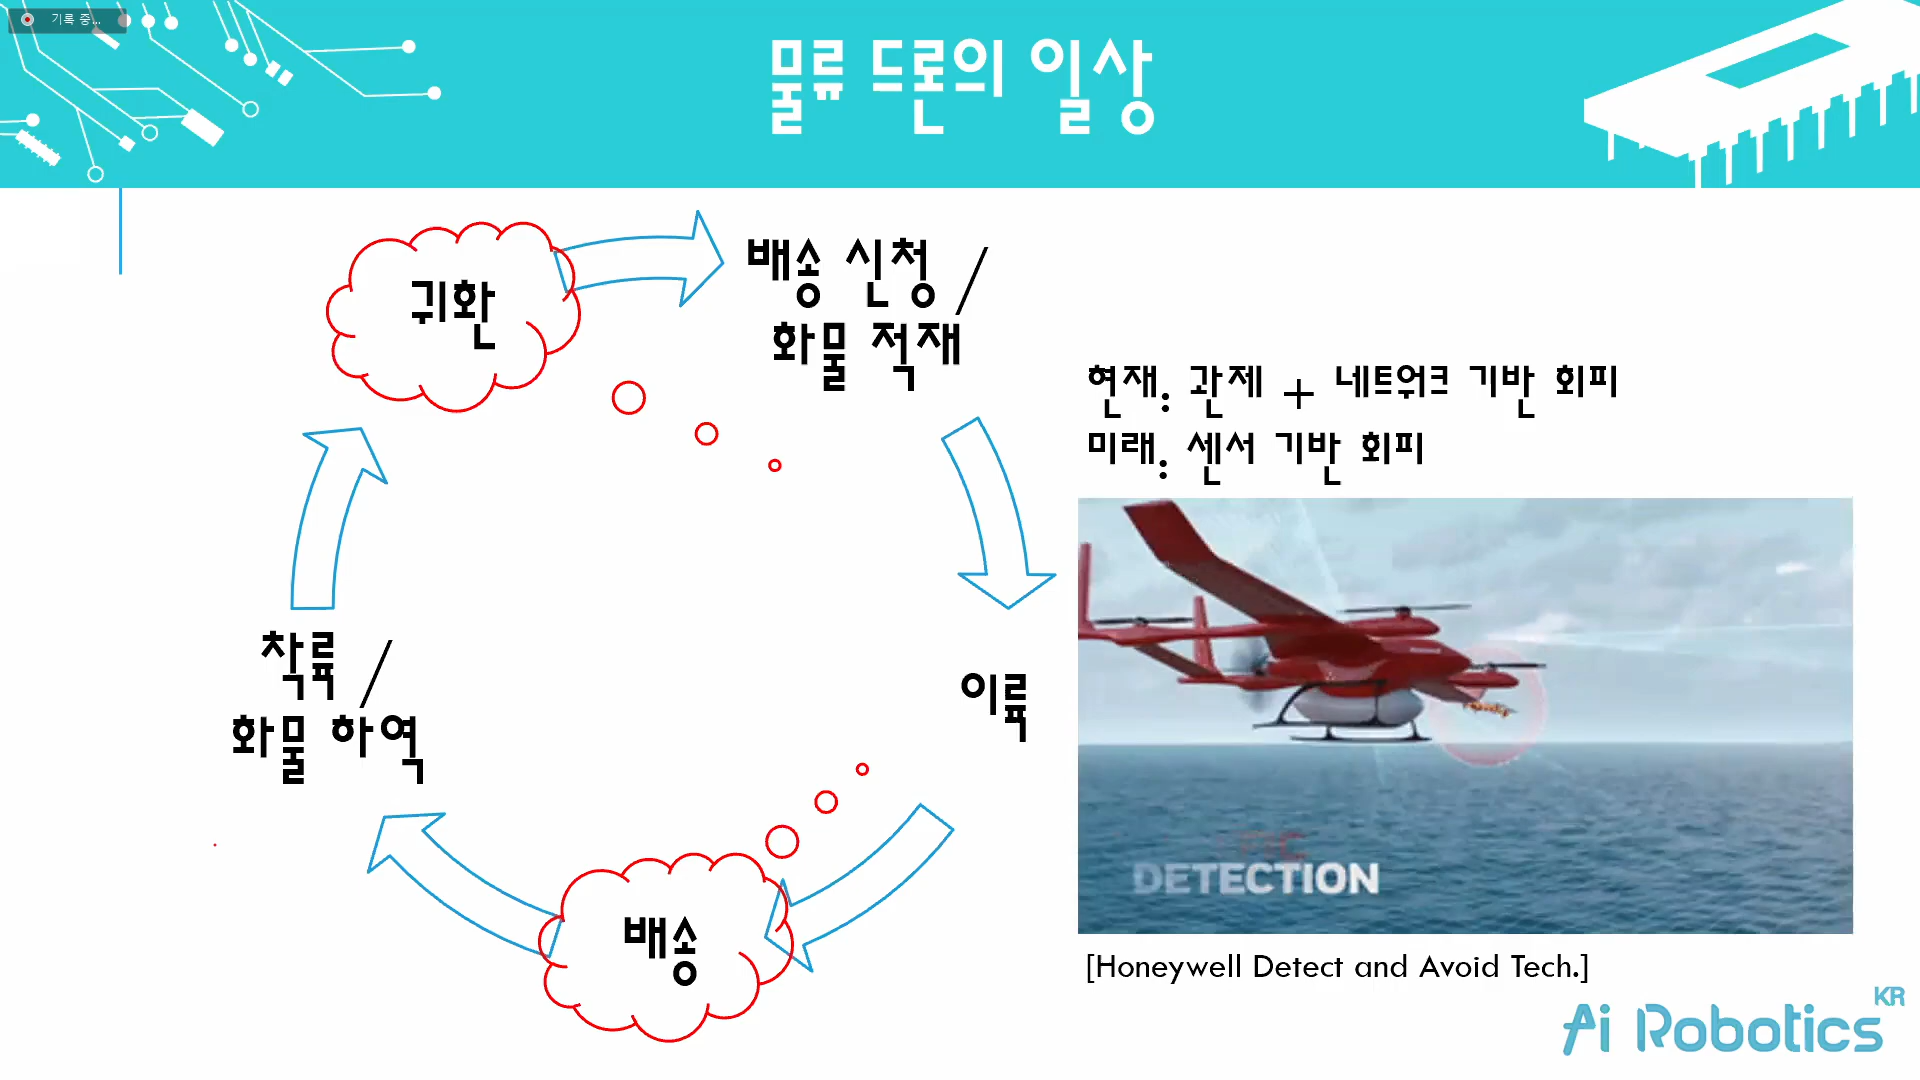 기록 중...
물류 드론의 일상
귀환
배송 신청 /
화물 적재
현재: 관제 + 네트워크 기반 회피
미래: 센서 기반 회피
착륙 /
화물 하역
이륙
DETECTION
배송
[Honeywell Detect and Avoid Tech.]
Ai Robotics KR